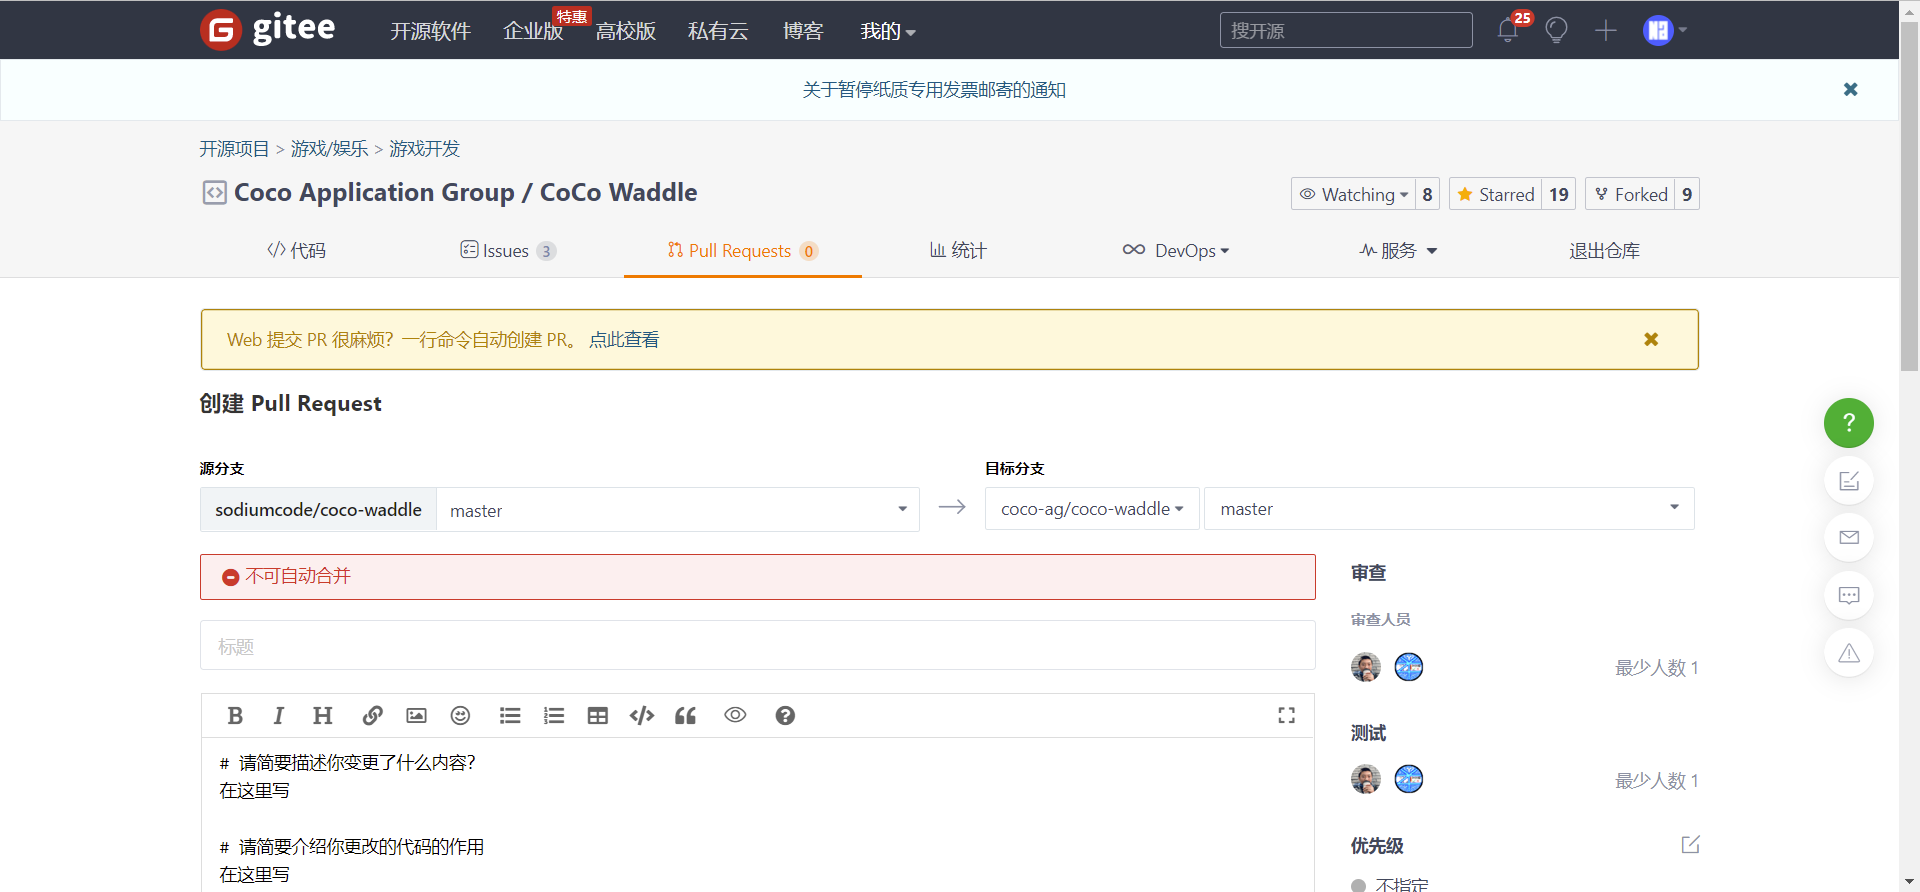 gitee
开源软件
企业版
特惠
高校版
私有云
博客
我的
搜开源
25
关于暂停纸质专用发票邮寄的通知
开源项目 > 游戏/娱乐 > 游戏开发
Coco Application Group / CoCo Waddle
Watching 8
Starred 19
Forked 9
代码
Issues 3
Pull Requests 0
统计
DevOps
服务
退出仓库
Web 提交 PR 很麻烦？一行命令自动创建 PR。 点此查看
创建 Pull Request
源分支
sodiumcode/coco-waddle
master
目标分支
coco-ag/coco-waddle
master
不可自动合并
标题
# 请简要描述你变更了什么内容？
在这里写
# 请简要介绍你更改的代码的作用
在这里写
审查
审查人员
最少人数 1
测试
最少人数 1
优先级
不指定